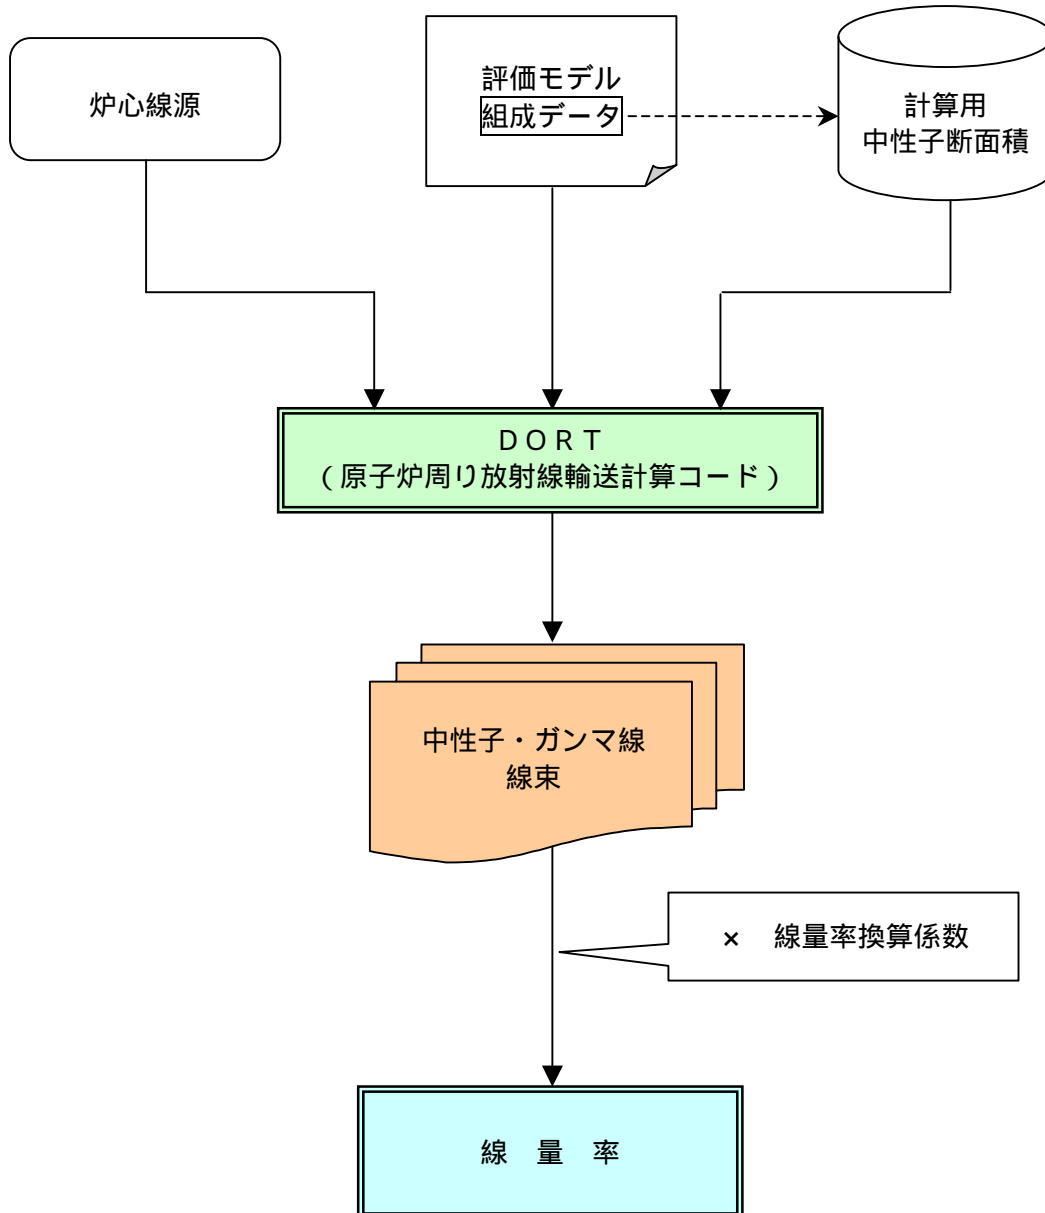 炉心線源
評価モデル
組成データ
計算用
中性子断面積
ＤＯＲＴ
（原子炉周り放射線輸送計算コード）
中性子・ガンマ線
線束
×　線量率換算係数
線　量　率